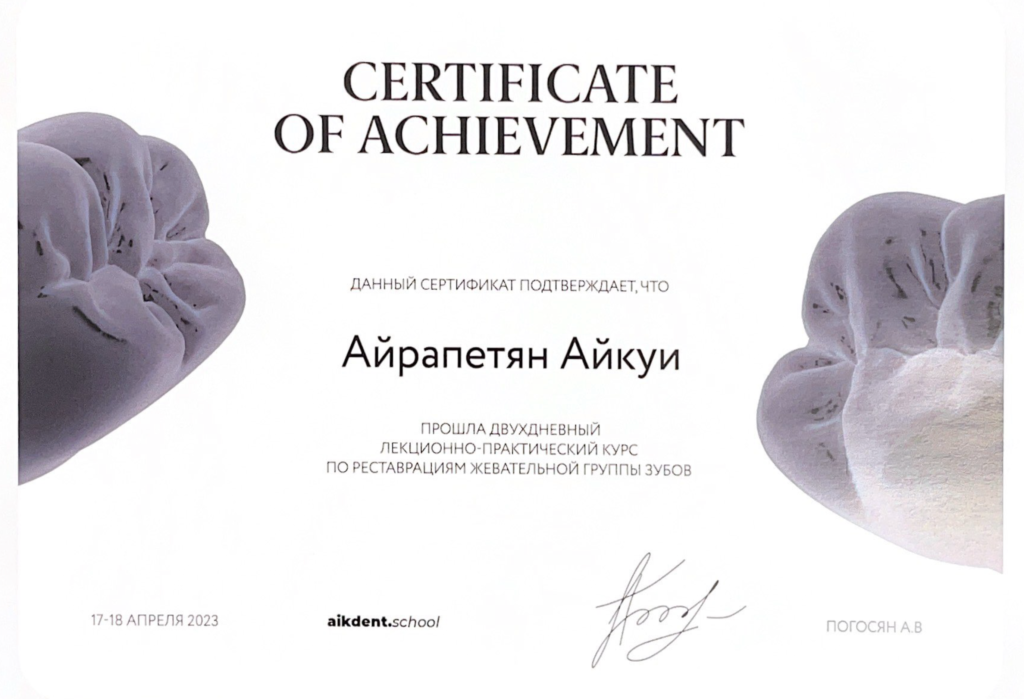 CERTIFICATE
OF ACHIEVEMENT
ДАННЫЙ СЕРТИФИКАТ ПОДТВЕРЖДАЕТ, ЧТО
Айрапетян Айкуи
ПРОШЛА ДВУХДНЕВНЫЙ
ЛЕКЦИОННО-ПРАКТИЧЕСКИЙ КУРС
ПО РЕСТАВРАЦИЯМ ЖЕВАТЕЛЬНОЙ ГРУППЫ ЗУБОВ
17-18 АПРЕЛЯ 2023
aikdent.school
ПОГОСЯН А.В